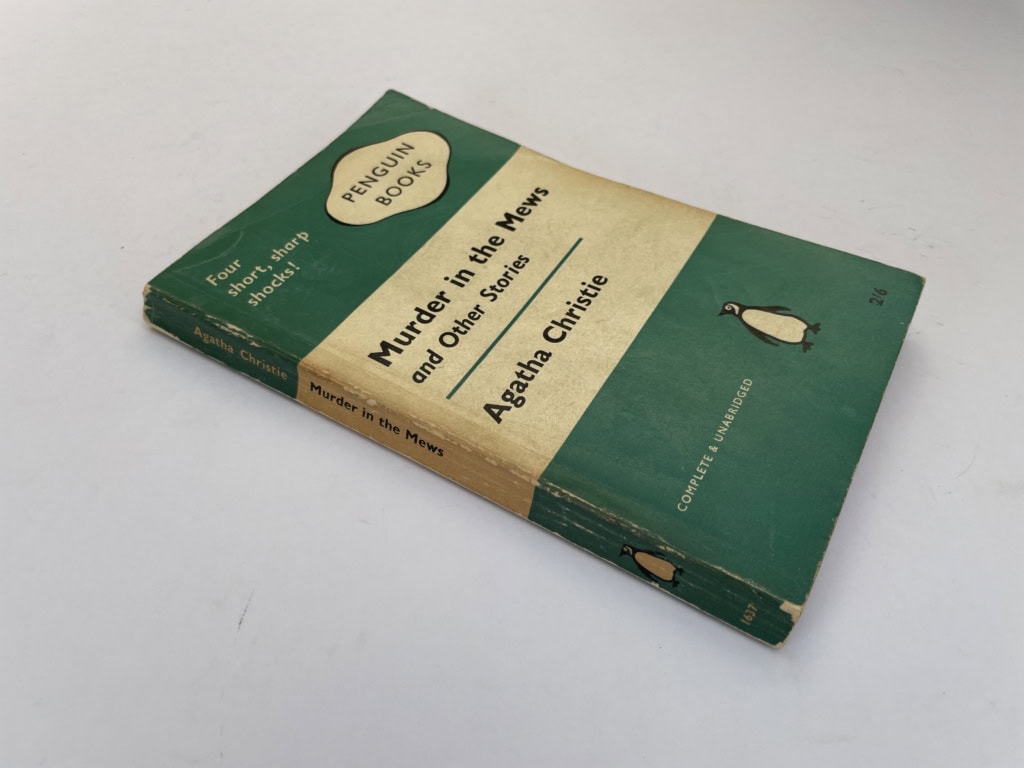 PENGUIN
BOOKS
Four
short, sharp
shocks!
Murder in the Mews
and Other Stories
Agatha Christie
2/6
COMPLETE & UNABRIDGED
Agatha Christie
Murder in the Mews
1637